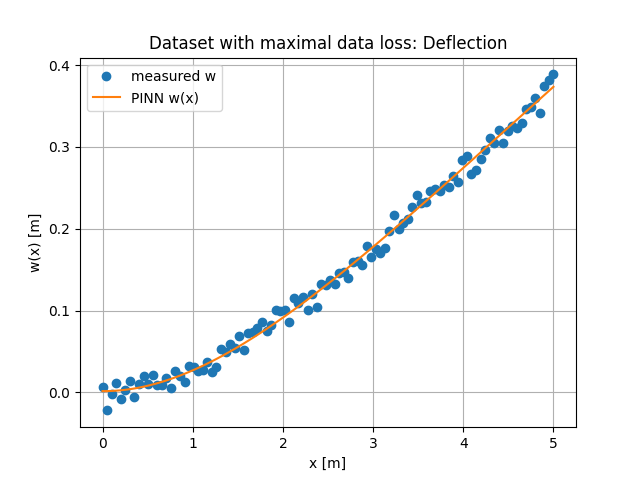 Dataset with maximal data loss: Deflection
measured w
PINN w(x)
0.4
0.3
0.2
0.1
0.0
w(x) [m]
0 1 2 3 4 5
x [m]